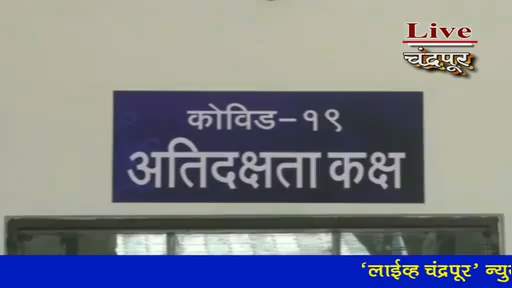 Live
चंद्रपूर
कोविड-१९
अतिदक्षता कक्ष
'लाईव्ह चंद्रपूर'